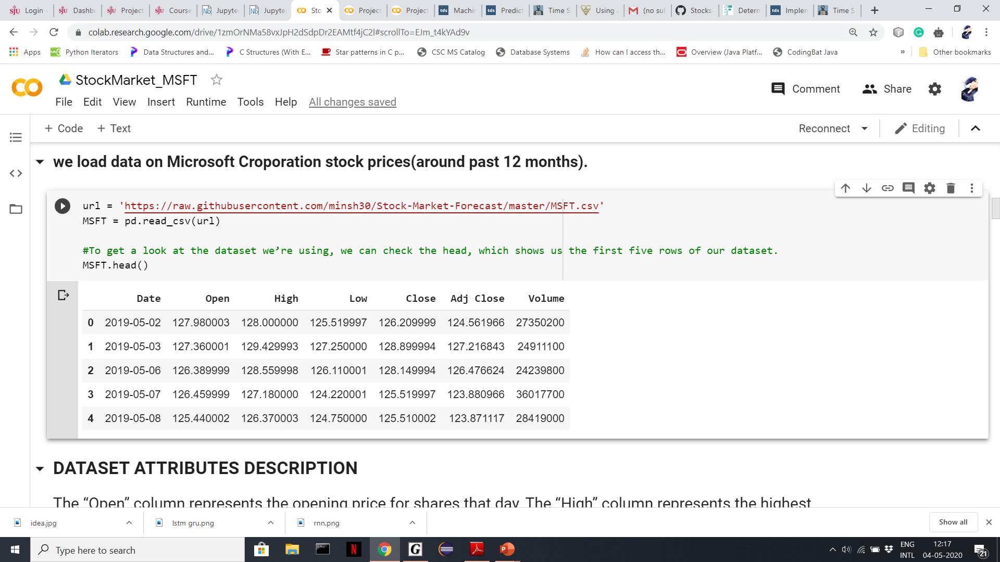 Login -
Dashb
Project
Course
Jupyte
Jupyte
Sto
Project
Project
Machi
Predict
Time S
Using
(no sub
Stocks
Determ
Implem
Time S
colab.research.google.com/drive/1zmOrNMa58vxJpH2dSdpDr2EAMtf4jC2l#scrollTo=EJm_t4kYAd9v
Apps
Python Iterators
Data Structures and...
C Structures (With E...
Star patterns in C p...
CSC MS Catalog
Database Systems
How can I access th...
Overview (Java Platf...
CodingBat Java
»
Other bookmarks
StockMarket_MSFT
Comment
Share
File Edit View Insert Runtime Tools Help All changes saved
+ Code + Text
Reconnect
Editing
we load data on Microsoft Croporation stock prices(around past 12 months).
url = 'https://raw.githubusercontent.com/minsh30/Stock-Market-Forecast/master/MSFT.csv'
MSFT = pd.read_csv(url)
#To get a look at the dataset we’re using, we can check the head, which shows us the first five rows of our dataset.
MSFT.head()
Date Open High Low Close Adj Close Volume
0 2019-05-02 127.980003 128.000000 125.519997 126.209999 124.561966 27350200
1 2019-05-03 127.360001 129.429993 127.250000 128.899994 127.216843 24911100
2 2019-05-06 126.389999 128.559998 126.110001 128.149994 126.476624 24239800
3 2019-05-07 126.459999 127.180000 124.220001 125.519997 123.880966 36017700
4 2019-05-08 125.440002 126.370003 124.750000 125.510002 123.871117 28419000
DATASET ATTRIBUTES DESCRIPTION
The “Open” column represents the opening price for shares that day. The “High” column represents the highest
idea.jpg
lstm gru.png
rnn.png
Show all
Type here to search
ENG
INTL
12:17
04-05-2020
21